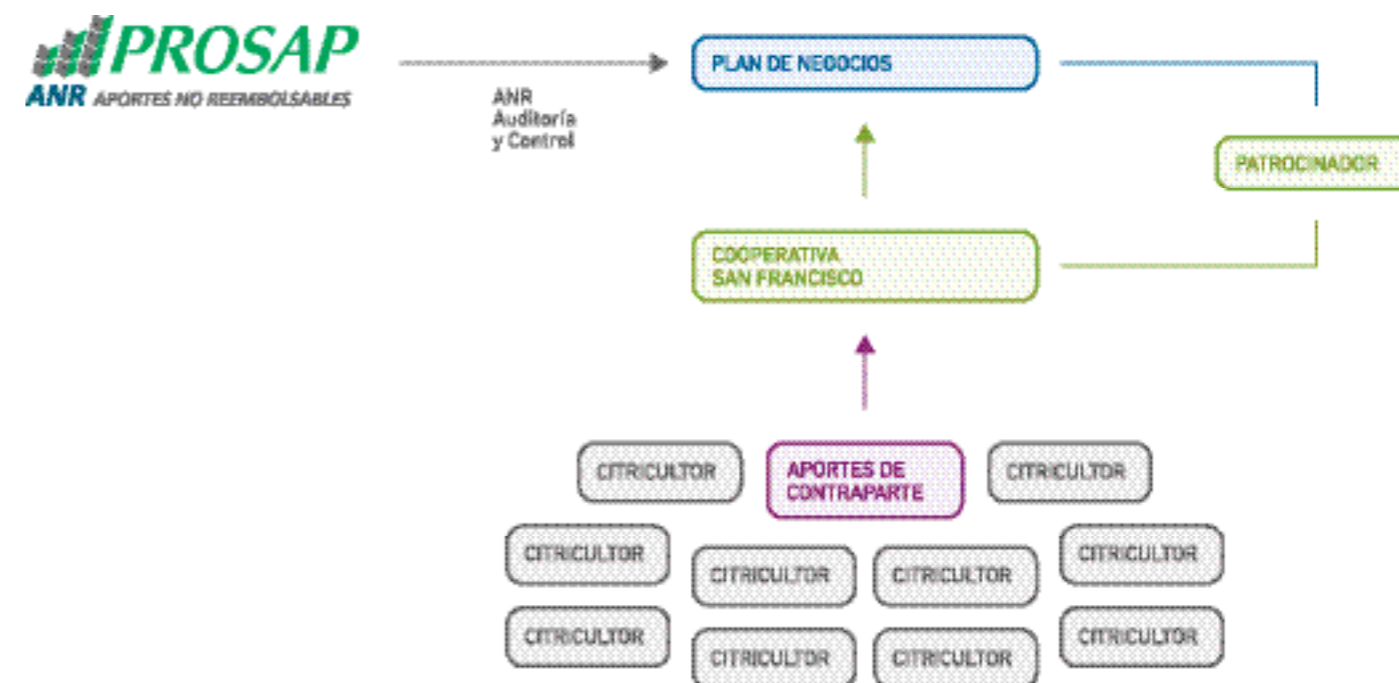 PROSAP
ANR APORTES NO REEMBOLSABLES
ANR
Auditoría
y Control
PLAN DE NEGOCIOS
PATROCINADOR
COOPERATIVA
SAN FRANCISCO
CITRICULTOR
APORTES DE
CONTRAPARTE
CITRICULTOR
CITRICULTOR
CITRICULTOR
CITRICULTOR
CITRICULTOR
CITRICULTOR
CITRICULTOR
CITRICULTOR
CITRICULTOR